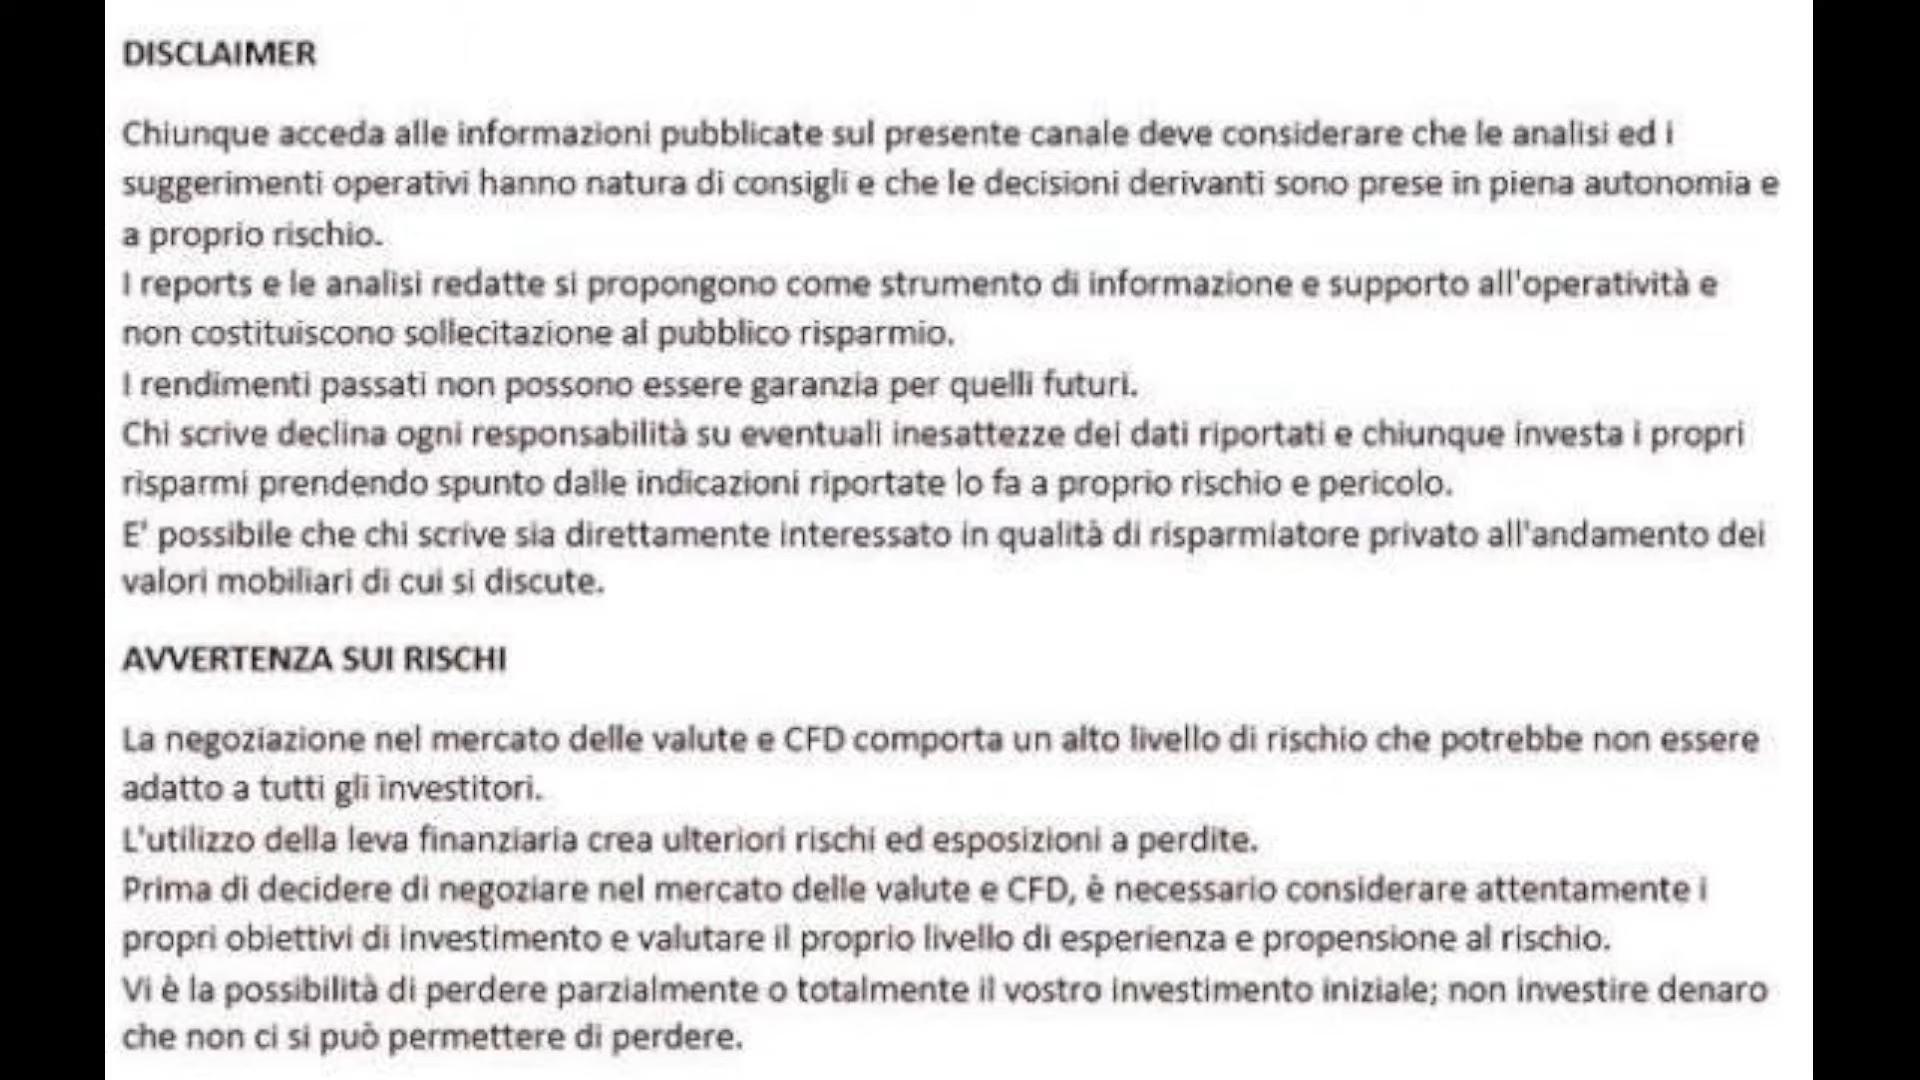 DISCLAIMER
Chiunque acceda alle informazioni pubblicate sul presente canale deve considerare che le analisi ed i
suggerimenti operativi hanno natura di consigli e che le decisioni derivanti sono prese in piena autonomia e
a proprio rischio.
I reports e le analisi redatte si propongono come strumento di informazione e supporto all'operatività e
non costituiscono sollecitazione al pubblico risparmio.
I rendimenti passati non possono essere garanzia per quelli futuri.
Chi scrive declina ogni responsabilità su eventuali inesattezze dei dati riportati e chiunque investa i propri
risparmi prendendo spunto dalle indicazioni riportate lo fa a proprio rischio e pericolo.
E' possibile che chi scrive sia direttamente interessato in qualità di risparmiatore privato all'andamento dei
valori mobiliari di cui si discute.
AVVERTENZA SUI RISCHI
La negoziazione nel mercato delle valute e CFD comporta un alto livello di rischio che potrebbe non essere
adatto a tutti gli investitori.
L'utilizzo della leva finanziaria crea ulteriori rischi ed esposizioni a perdite.
Prima di decidere di negoziare nel mercato delle valute e CFD, è necessario considerare attentamente i
propri obiettivi di investimento e valutare il proprio livello di esperienza e propensione al rischio.
Vi è la possibilità di perdere parzialmente o totalmente il vostro investimento iniziale; non investire denaro
che non ci si può permettere di perdere.